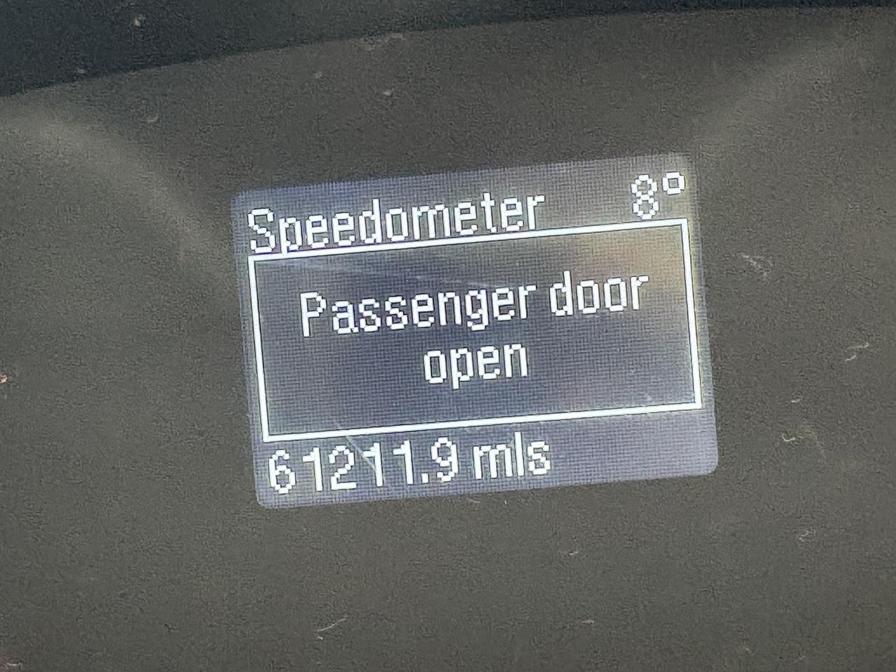 Speedometer 8°
Passenger door
open
61211.9 mls